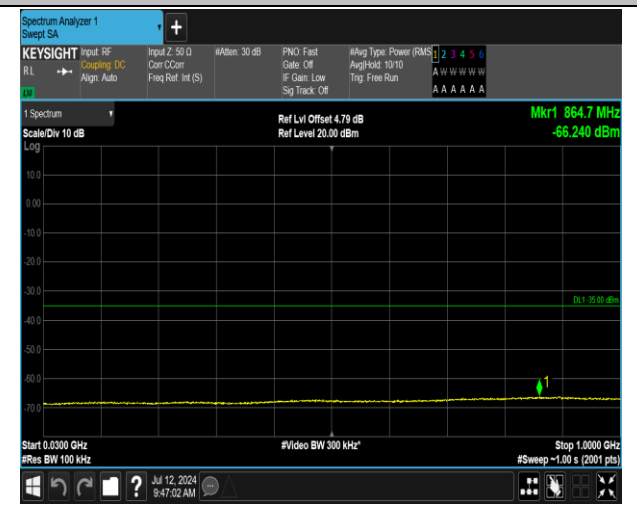 Spectrum Analyzer 1
Swept SA
+
KEYSIGHT Input: RF Input Z: 50 Ω #Atten: 30 dB PNO: Fast #Avg Type: Power (RMS 1 2 3 4 5 6
R L Coupling: DC Corr CCorr Gate: Off Avg|Hold: 10/10 A W W W W W
Align: Auto Freq Ref: Int (S) IF Gain: Low Trig: Free Run
Sig Track: Off A A A A A A
1 Spectrum Ref Lvl Offset 4.79 dB Mkr1 864.7 MHz
Scale/Div 10 dB Ref Level 20.00 dBm -66.240 dBm
Log
10.0
0.00
-10.0
-20.0
-30.0
DL1 -35.00 dBm
-40.0
-50.0
-60.0
1
-70.0
Start 0.0300 GHz #Video BW 300 kHz* Stop 1.0000 GHz
#Res BW 100 kHz #Sweep ~1.00 s (2001 pts)
? Jul 12, 2024
9:47:02 AM